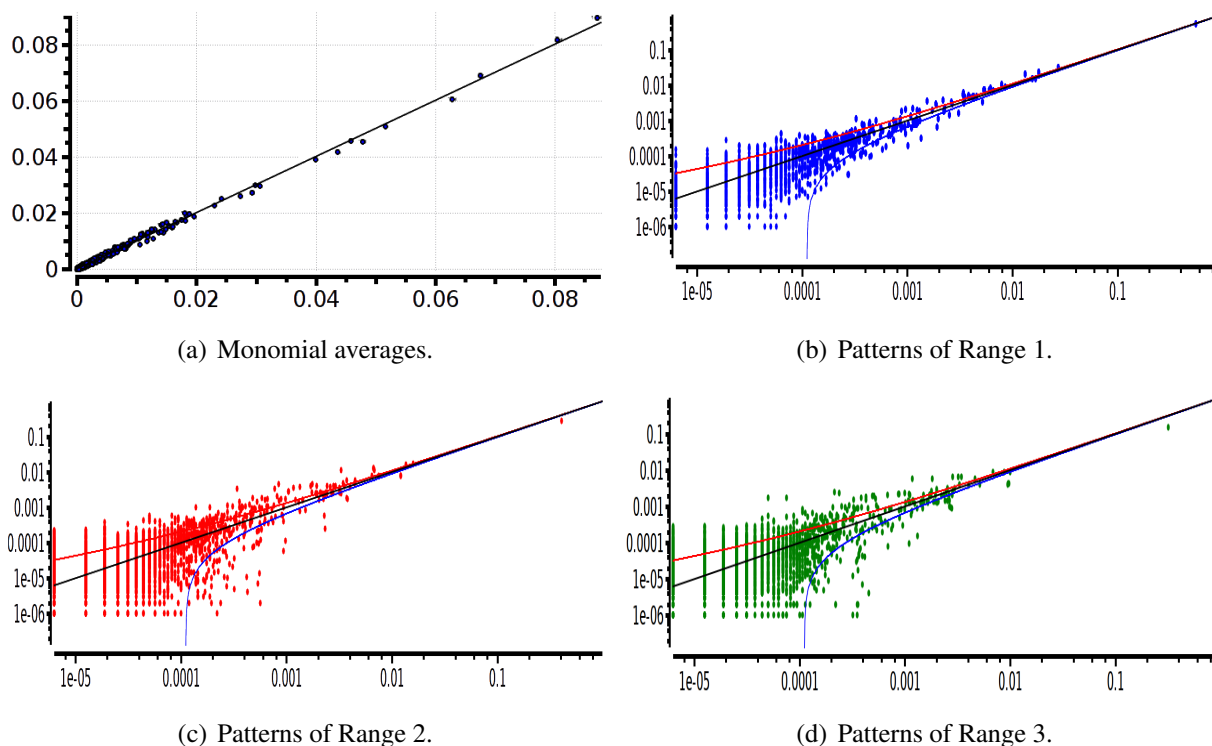 0.08
0.06
0.04
0.02
0
0 0.02 0.04 0.06 0.08
(a) Monomial averages.
0.1
0.01
0.001
0.0001
1e-05
1e-06
1e-05 0.0001 0.001 0.01 0.1
(b) Patterns of Range 1.
0.1
0.01
0.001
0.0001
1e-05
1e-06
1e-05 0.0001 0.001 0.01 0.1
(c) Patterns of Range 2.
0.1
0.01
0.001
0.0001
1e-05
1e-06
1e-05 0.0001 0.001 0.01 0.1
(d) Patterns of Range 3.